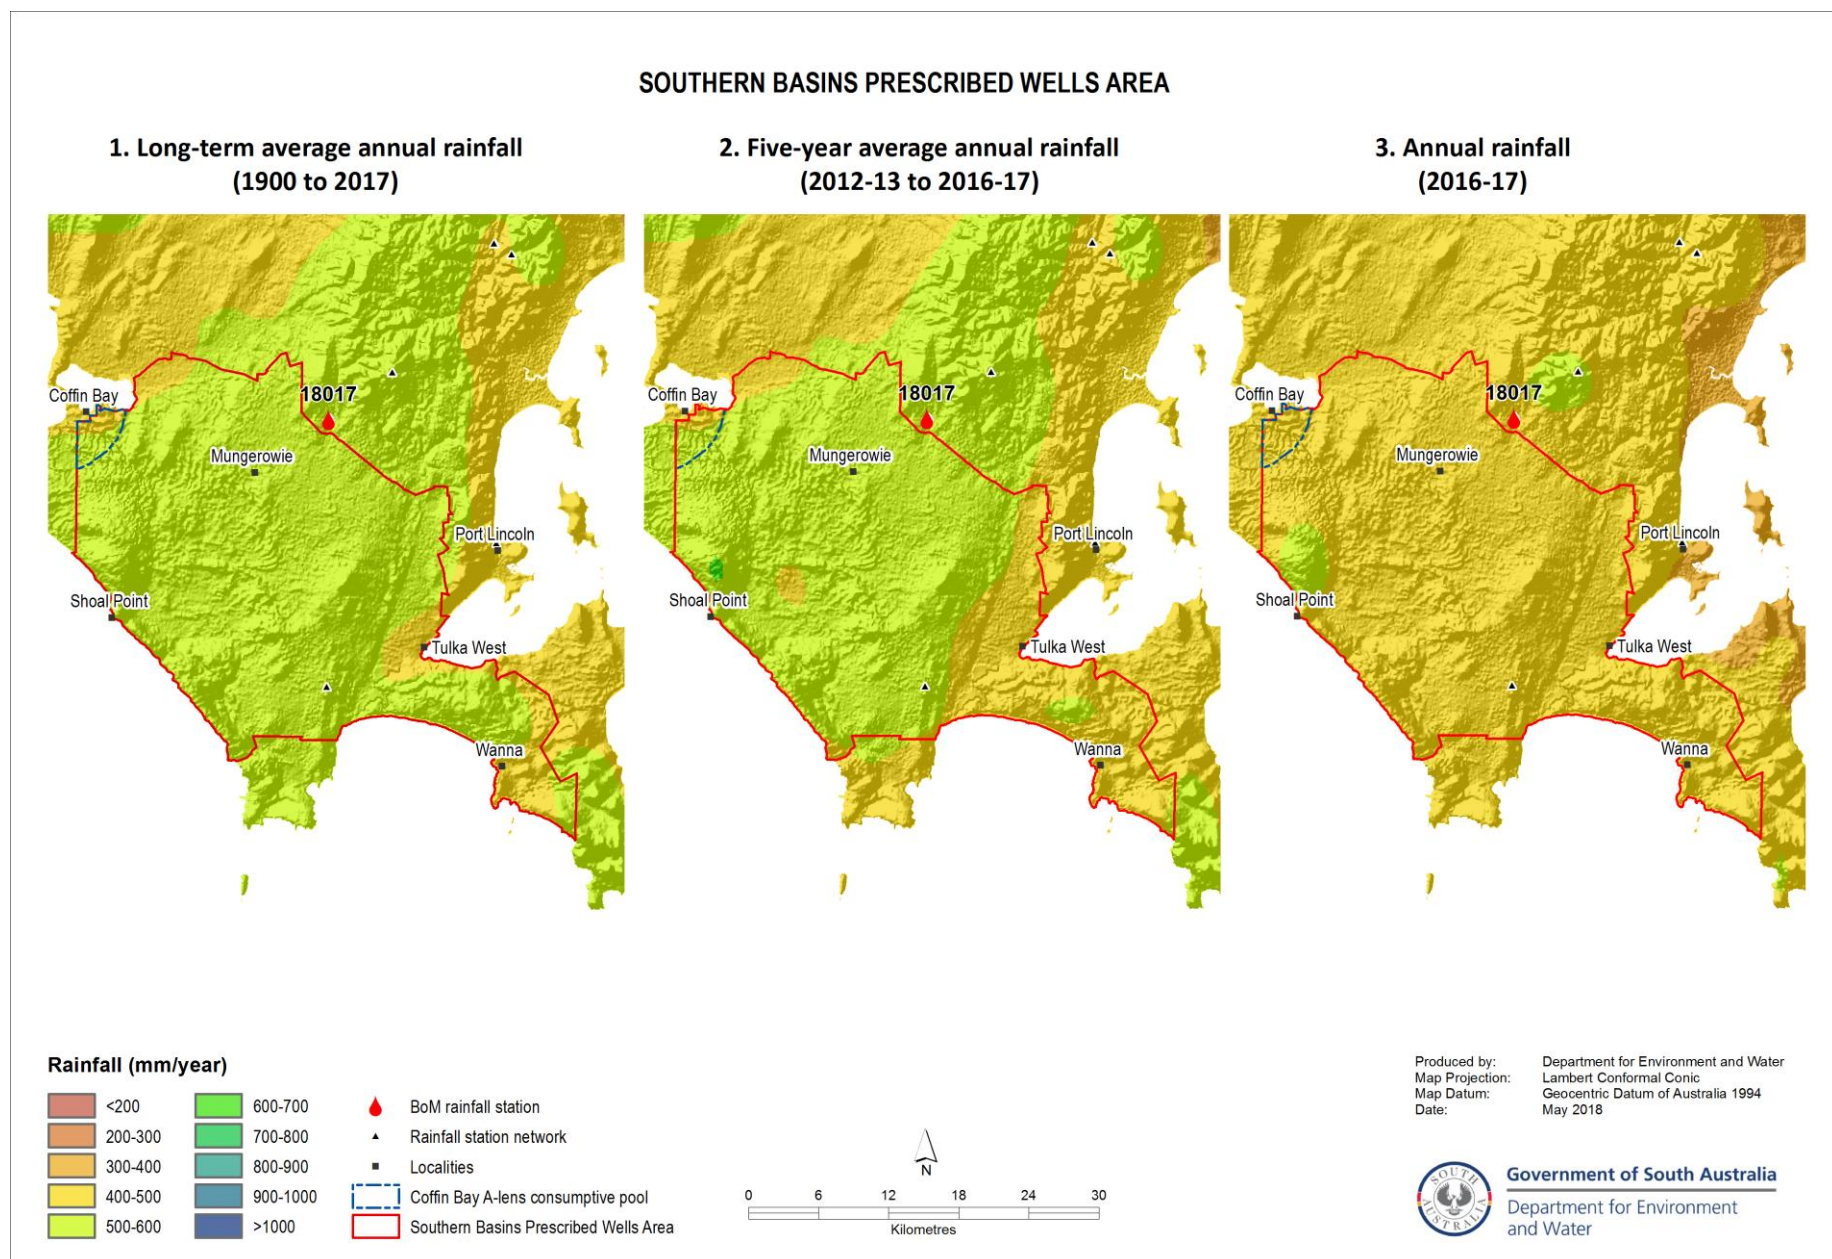 SOUTHERN BASINS PRESCRIBED WELLS AREA
1. Long-term average annual rainfall
(1900 to 2017)
2. Five-year average annual rainfall
(2012-13 to 2016-17)
3. Annual rainfall
(2016-17)
18017
Coffin Bay
Mungerowie
Port Lincoln
Shoal Point
Tulka West
Wanna
18017
Coffin Bay
Mungerowie
Port Lincoln
Shoal Point
Tulka West
Wanna
18017
Coffin Bay
Mungerowie
Port Lincoln
Shoal Point
Tulka West
Wanna
Rainfall (mm/year)
<200
200-300
300-400
400-500
500-600
600-700
700-800
800-900
900-1000
>1000
BoM rainfall station
Rainfall station network
Localities
Coffin Bay A-lens consumptive pool
Southern Basins Prescribed Wells Area
N
0 6 12 18 24 30
Kilometres
Produced by: Department for Environment and Water
Map Projection: Lambert Conformal Conic
Map Datum: Geocentric Datum of Australia 1994
Date: May 2018
SOUTH AUSTRALIA
Government of South Australia
Department for Environment
and Water